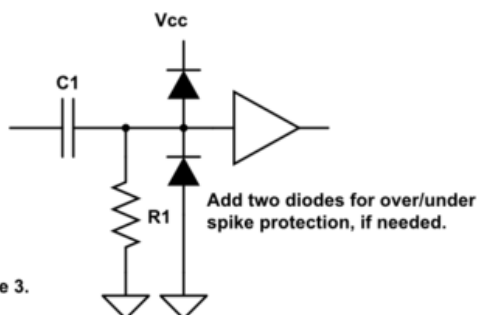 Vcc
C1
R1
Add two diodes for over/under
spike protection, if needed.
e 3.